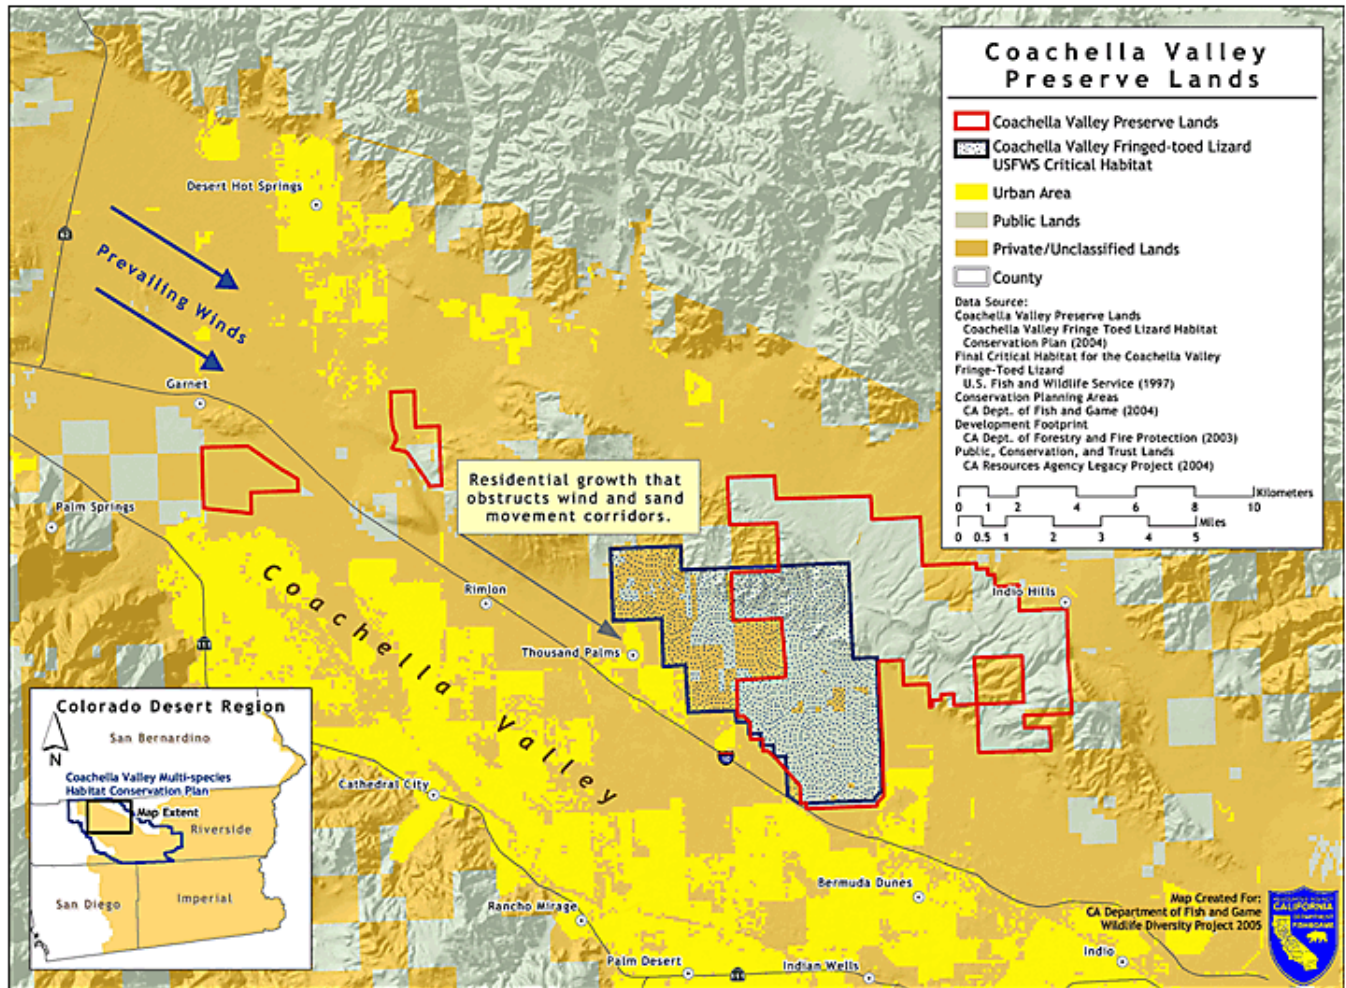 Coachella Valley
Preserve Lands
Coachella Valley Preserve Lands
Coachella Valley Fringed-toed Lizard
USFWS Critical Habitat
Urban Area
Public Lands
Private/Unclassified Lands
County
Data Source:
Coachella Valley Preserve Lands
Coachella Valley Fringe Toed Lizard Habitat
Conservation Plan (2004)
Final Critical Habitat for the Coachella Valley
Fringe-Toed Lizard
U.S. Fish and Wildlife Service (1997)
Conservation Planning Areas
CA Dept. of Fish and Game (2004)
Development Footprint
CA Dept. of Forestry and Fire Protection (2003)
Public, Conservation, and Trust Lands
CA Resources Agency Legacy Project (2004)
Kilometers
0 1 2 4 6 8 10
Miles
0 0.5 1 2 3 4 5
Desert Hot Springs
Prevailing Winds
Garnet
Palm Springs
Residential growth that
obstructs wind and sand
movement corridors.
Rimlon
Indio Hills
Thousand Palms
Coachella Valley
111
10
Cathedral City
Rancho Mirage
Bermuda Dunes
Palm Desert
Indian Wells
Indio
Colorado Desert Region
San Bernardino
N
Coachella Valley Multi-species
Habitat Conservation Plan
Map Extent
Riverside
San Diego
Imperial
Map Created For:
CA Department of Fish and Game
Wildlife Diversity Project 2005
CALIFORNIA
DEPARTMENT
FISH&GAME